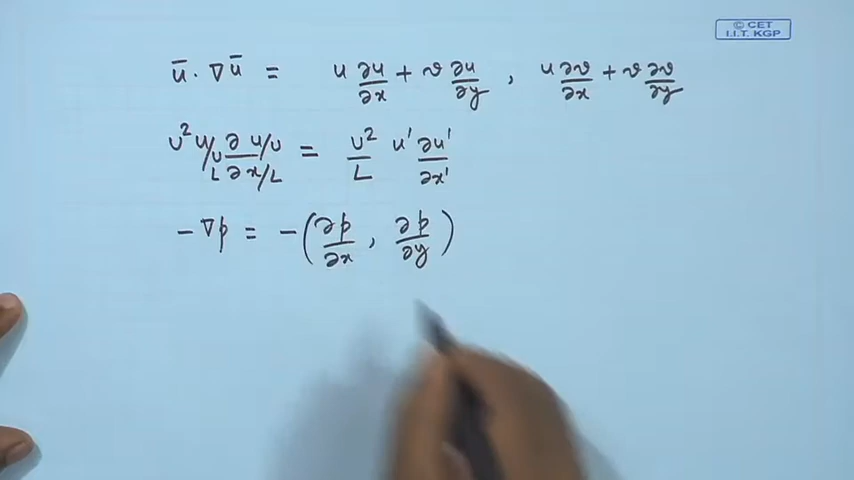 © CET
I.I.T. KGP
ū · ∇ū = u ∂u/∂x + v ∂u/∂y , u ∂v/∂x + v ∂v/∂y
U² u/U ∂ u/U / L ∂ x/L = U²/L u' ∂u'/∂x'
- ∇p = - ( ∂p/∂x , ∂p/∂y )